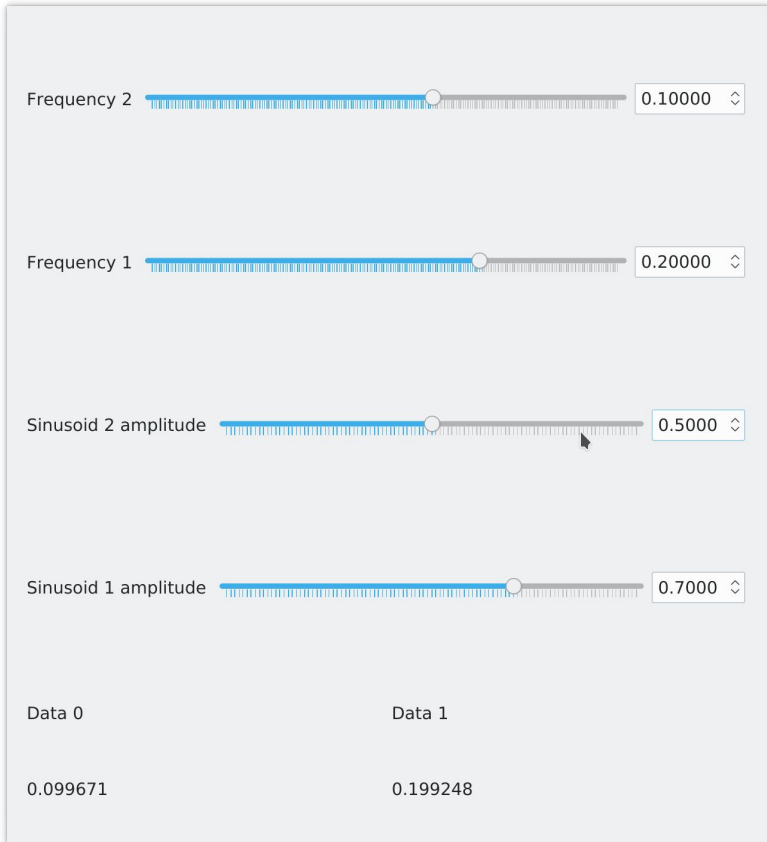 Frequency 2 0.10000
Frequency 1 0.20000
Sinusoid 2 amplitude 0.5000
Sinusoid 1 amplitude 0.7000
Data 0 Data 1
0.099671 0.199248